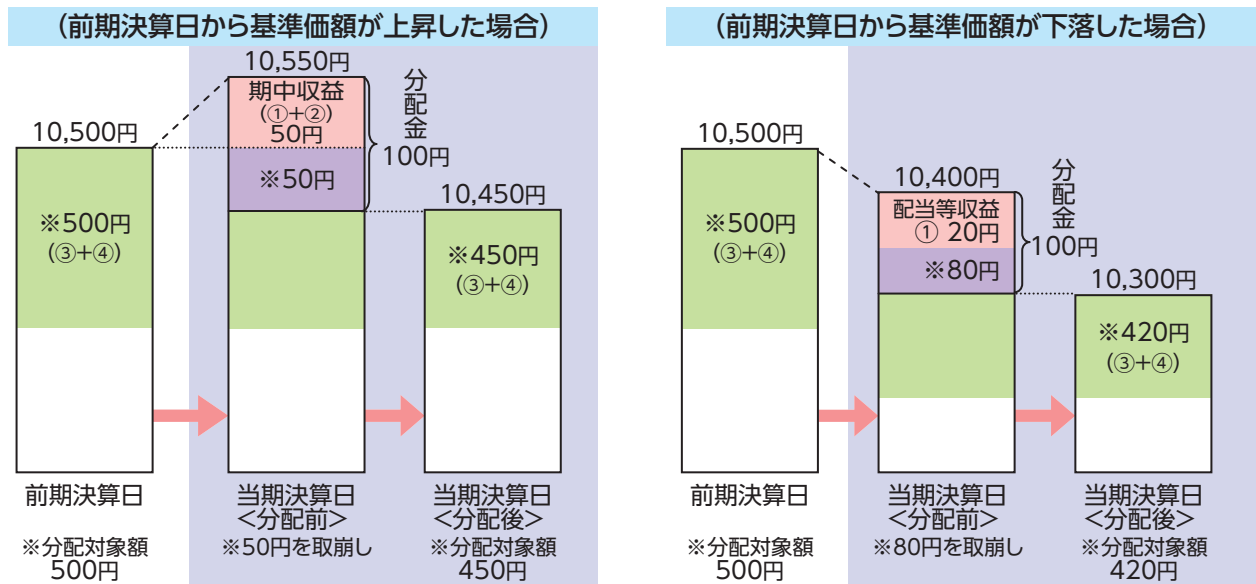 (前期決算日から基準価額が上昇した場合)
10,550円
期中収益
(①+②)
50円
分配金
100円
10,500円
※50円
10,450円
※500円
(③+④)
※450円
(③+④)
前期決算日
当期決算日
<分配前>
当期決算日
<分配後>
※分配対象額
500円
※50円を取崩し
※分配対象額
450円
(前期決算日から基準価額が下落した場合)
10,500円
10,400円
配当等収益
① 20円
分配金
100円
※500円
(③+④)
※80円
10,300円
※420円
(③+④)
前期決算日
当期決算日
<分配前>
当期決算日
<分配後>
※分配対象額
500円
※80円を取崩し
※分配対象額
420円